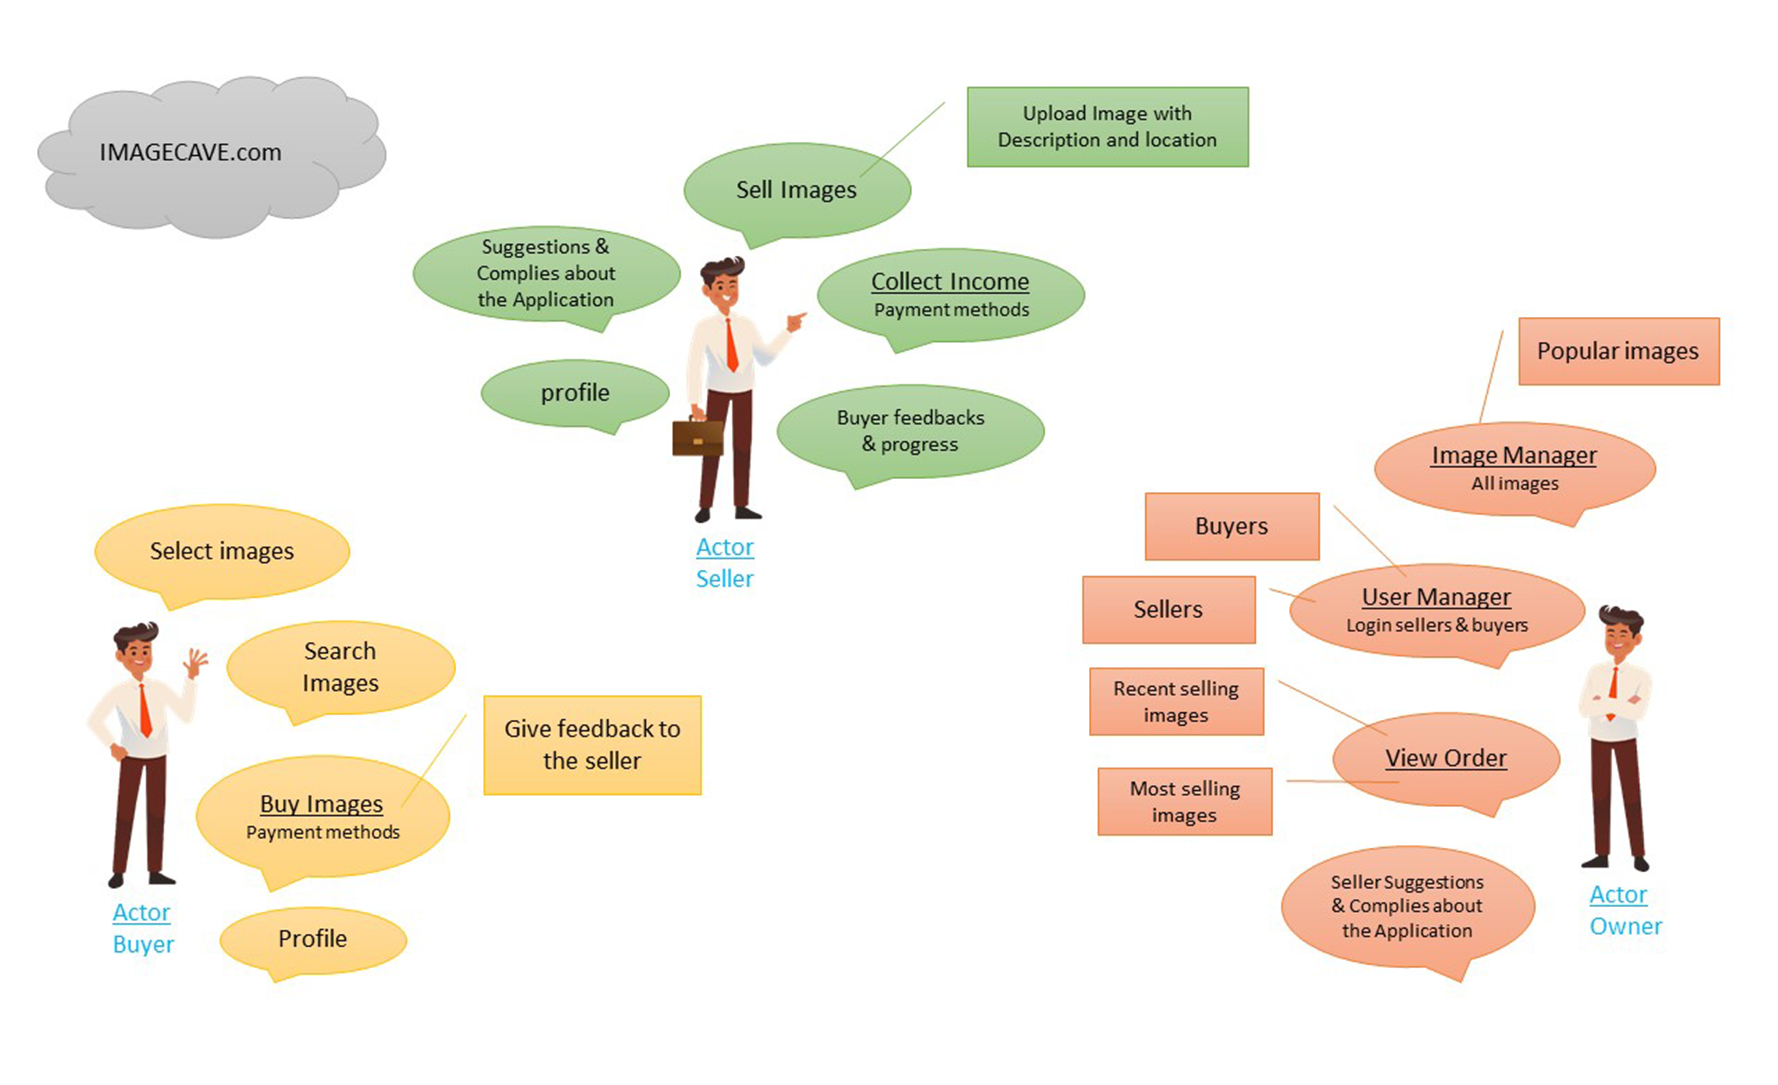 IMAGECAVE.com
Upload Image with
Description and location
Sell Images
Suggestions &
Complies about
the Application
Collect Income
Payment methods
profile
Buyer feedbacks
& progress
Actor
Seller
Select images
Search
Images
Buy Images
Payment methods
Give feedback to
the seller
Profile
Actor
Buyer
Popular images
Image Manager
All images
Buyers
User Manager
Login sellers & buyers
Sellers
Recent selling
images
View Order
Most selling
images
Seller Suggestions
& Complies about
the Application
Actor
Owner